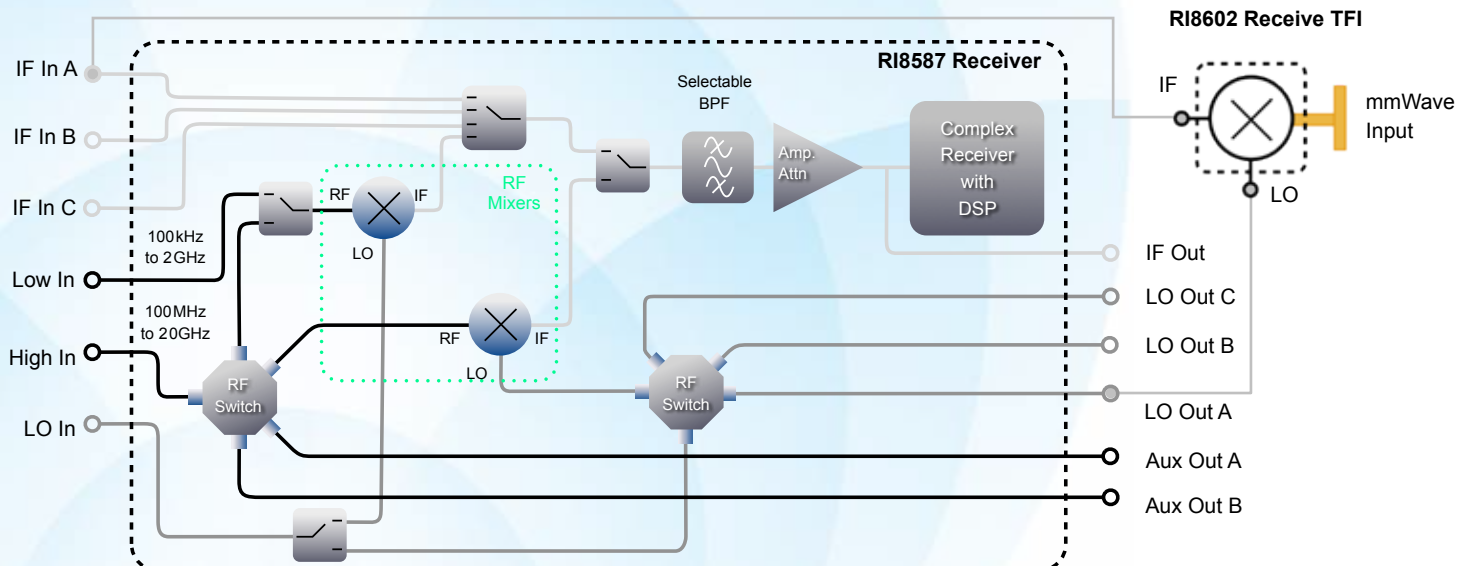 RI8602 Receive TFI
RI8587 Receiver
IF In A
IF In B
IF In C
Low In
High In
LO In
100kHz
to 2GHz
100MHz
to 20GHz
RF
IF
LO
RF
Mixers
RF
IF
LO
RF
Switch
RF
Switch
Selectable
BPF
Amp.
Attn
Complex
Receiver
with
DSP
IF Out
LO Out C
LO Out B
LO Out A
Aux Out A
Aux Out B
IF
LO
mmWave
Input